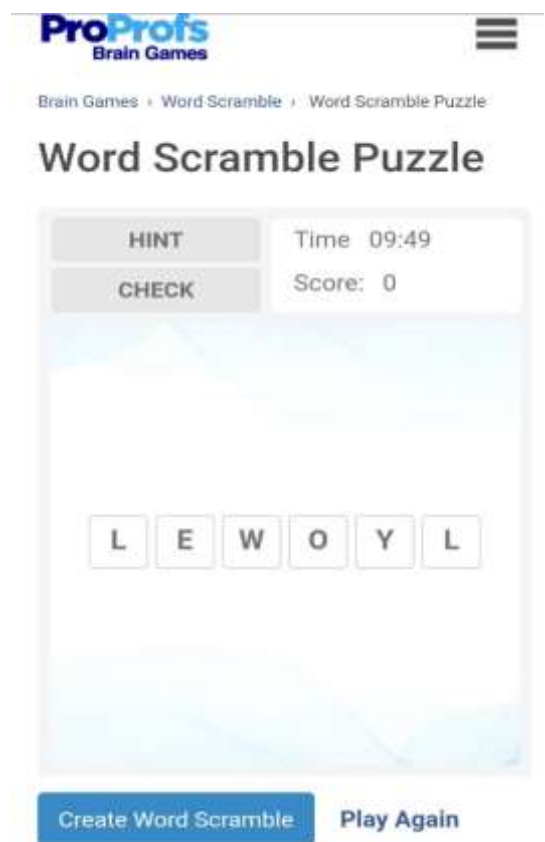 ProProfs
Brain Games
Brain Games › Word Scramble › Word Scramble Puzzle
Word Scramble Puzzle
HINT
Time 09:49
CHECK
Score: 0
L E W O Y L
Create Word Scramble Play Again